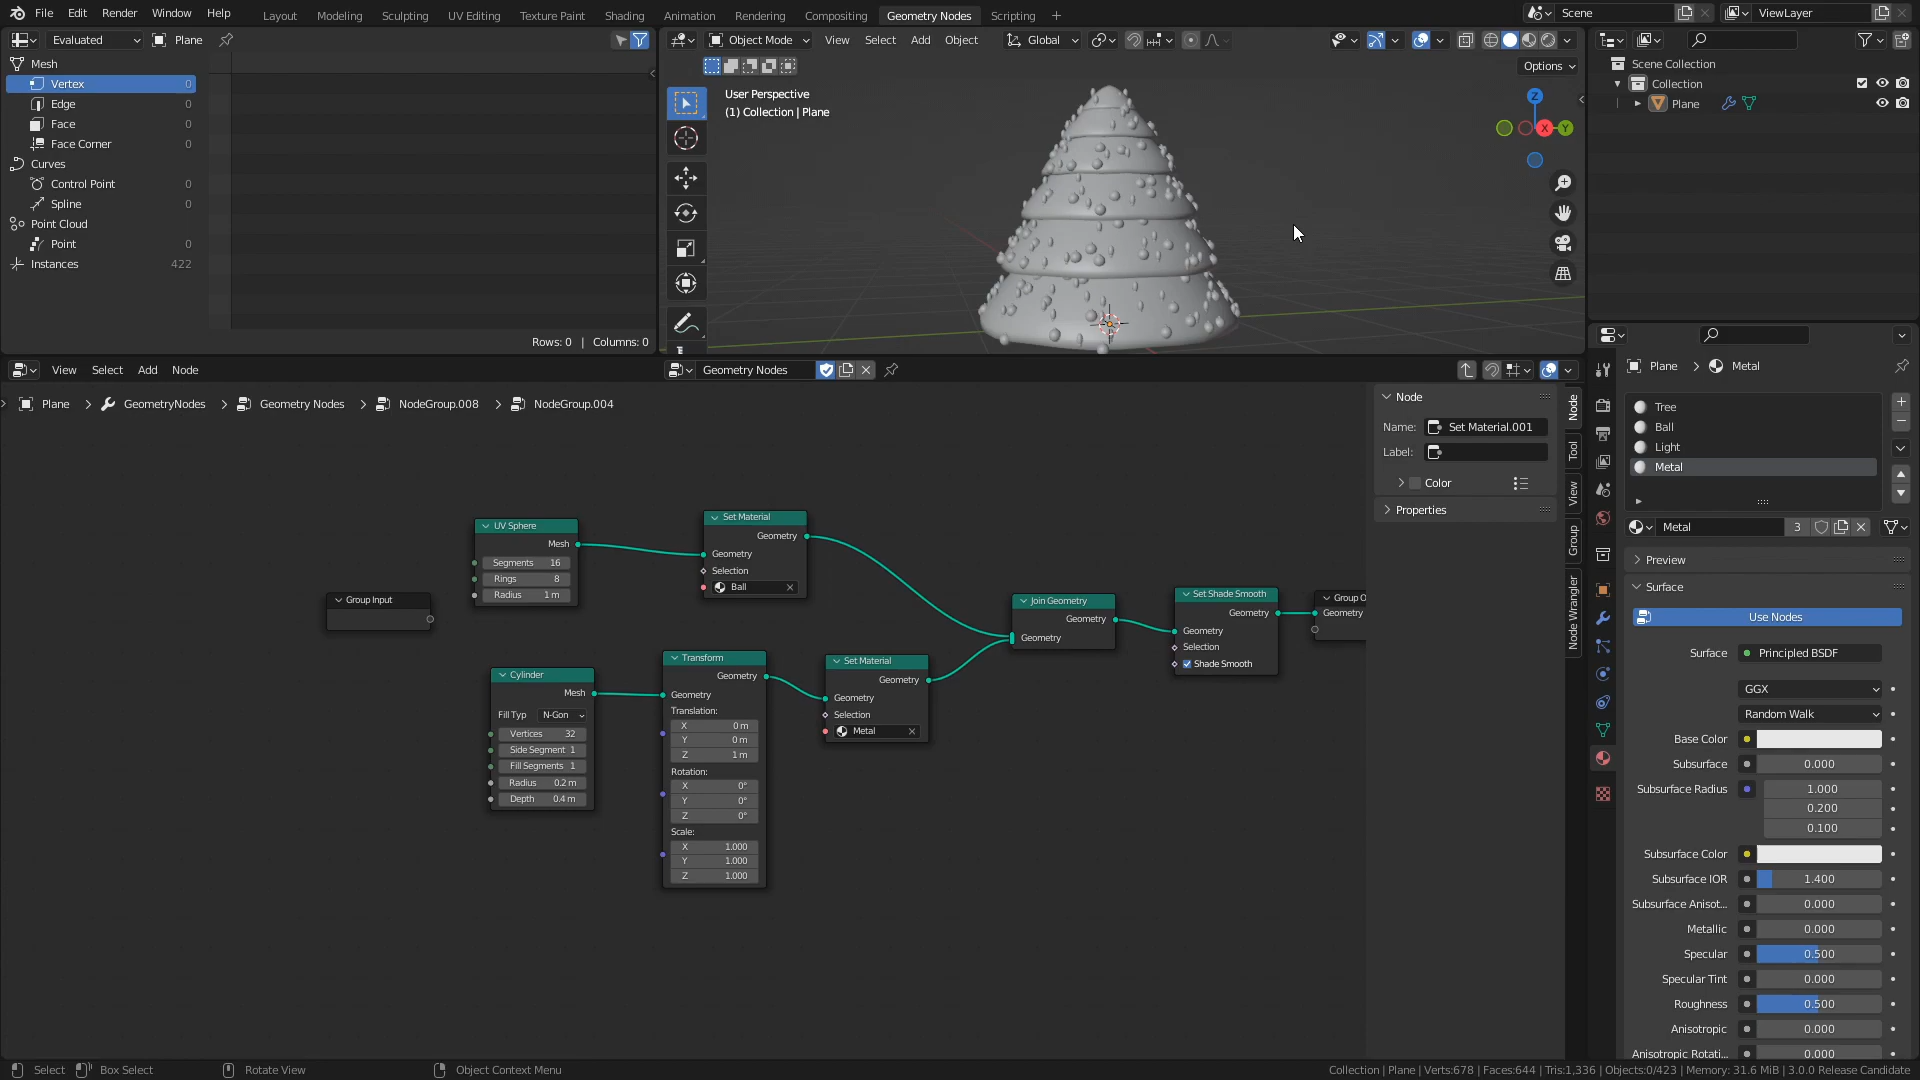 File Edit Render Window Help
Layout Modeling Sculpting UV Editing Texture Paint Shading Animation Rendering Compositing Geometry Nodes Scripting +
Scene
ViewLayer
Evaluated
Plane
Mesh
Vertex 0
Edge 0
Face 0
Face Corner 0
Curves
Control Point 0
Spline 0
Point Cloud
Point 0
Instances 422
Rows: 0 | Columns: 0
Object Mode View Select Add Object Global
Options
User Perspective
(1) Collection | Plane
Z
X
Y
Scene Collection
Collection
Plane
View Select Add Node
Geometry Nodes
Plane > GeometryNodes > Geometry Nodes > NodeGroup.008 > NodeGroup.004
Group Input
UV Sphere
Mesh
Segments 16
Rings 8
Radius 1 m
Set Material
Geometry
Geometry
Selection
Ball
Cylinder
Mesh
Fill Typ N-Gon
Vertices 32
Side Segment 1
Fill Segments 1
Radius 0.2 m
Depth 0.4 m
Transform
Geometry
Geometry
Translation:
X 0 m
Y 0 m
Z 1 m
Rotation:
X 0°
Y 0°
Z 0°
Scale:
X 1.000
Y 1.000
Z 1.000
Set Material
Geometry
Geometry
Selection
Metal
Join Geometry
Geometry
Geometry
Set Shade Smooth
Geometry
Geometry
Selection
Shade Smooth
Group O
Geometry
Node
Name: Set Material.001
Label:
Color
Properties
Node
Tool
View
Group
Node Wrangler
Plane > Metal
Tree
Ball
Light
Metal
Metal 3
Preview
Surface
Use Nodes
Surface Principled BSDF
GGX
Random Walk
Base Color
Subsurface 0.000
Subsurface Radius 1.000
0.200
0.100
Subsurface Color
Subsurface IOR 1.400
Subsurface Anisot... 0.000
Metallic 0.000
Specular 0.500
Specular Tint 0.000
Roughness 0.500
Anisotropic 0.000
Anisotropic Rotati... 0.000
Select Box Select Rotate View Object Context Menu
Collection | Plane | Verts:678 | Faces:644 | Tris:1,336 | Objects:0/423 | Memory: 31.6 MiB | 3.0.0 Release Candidate